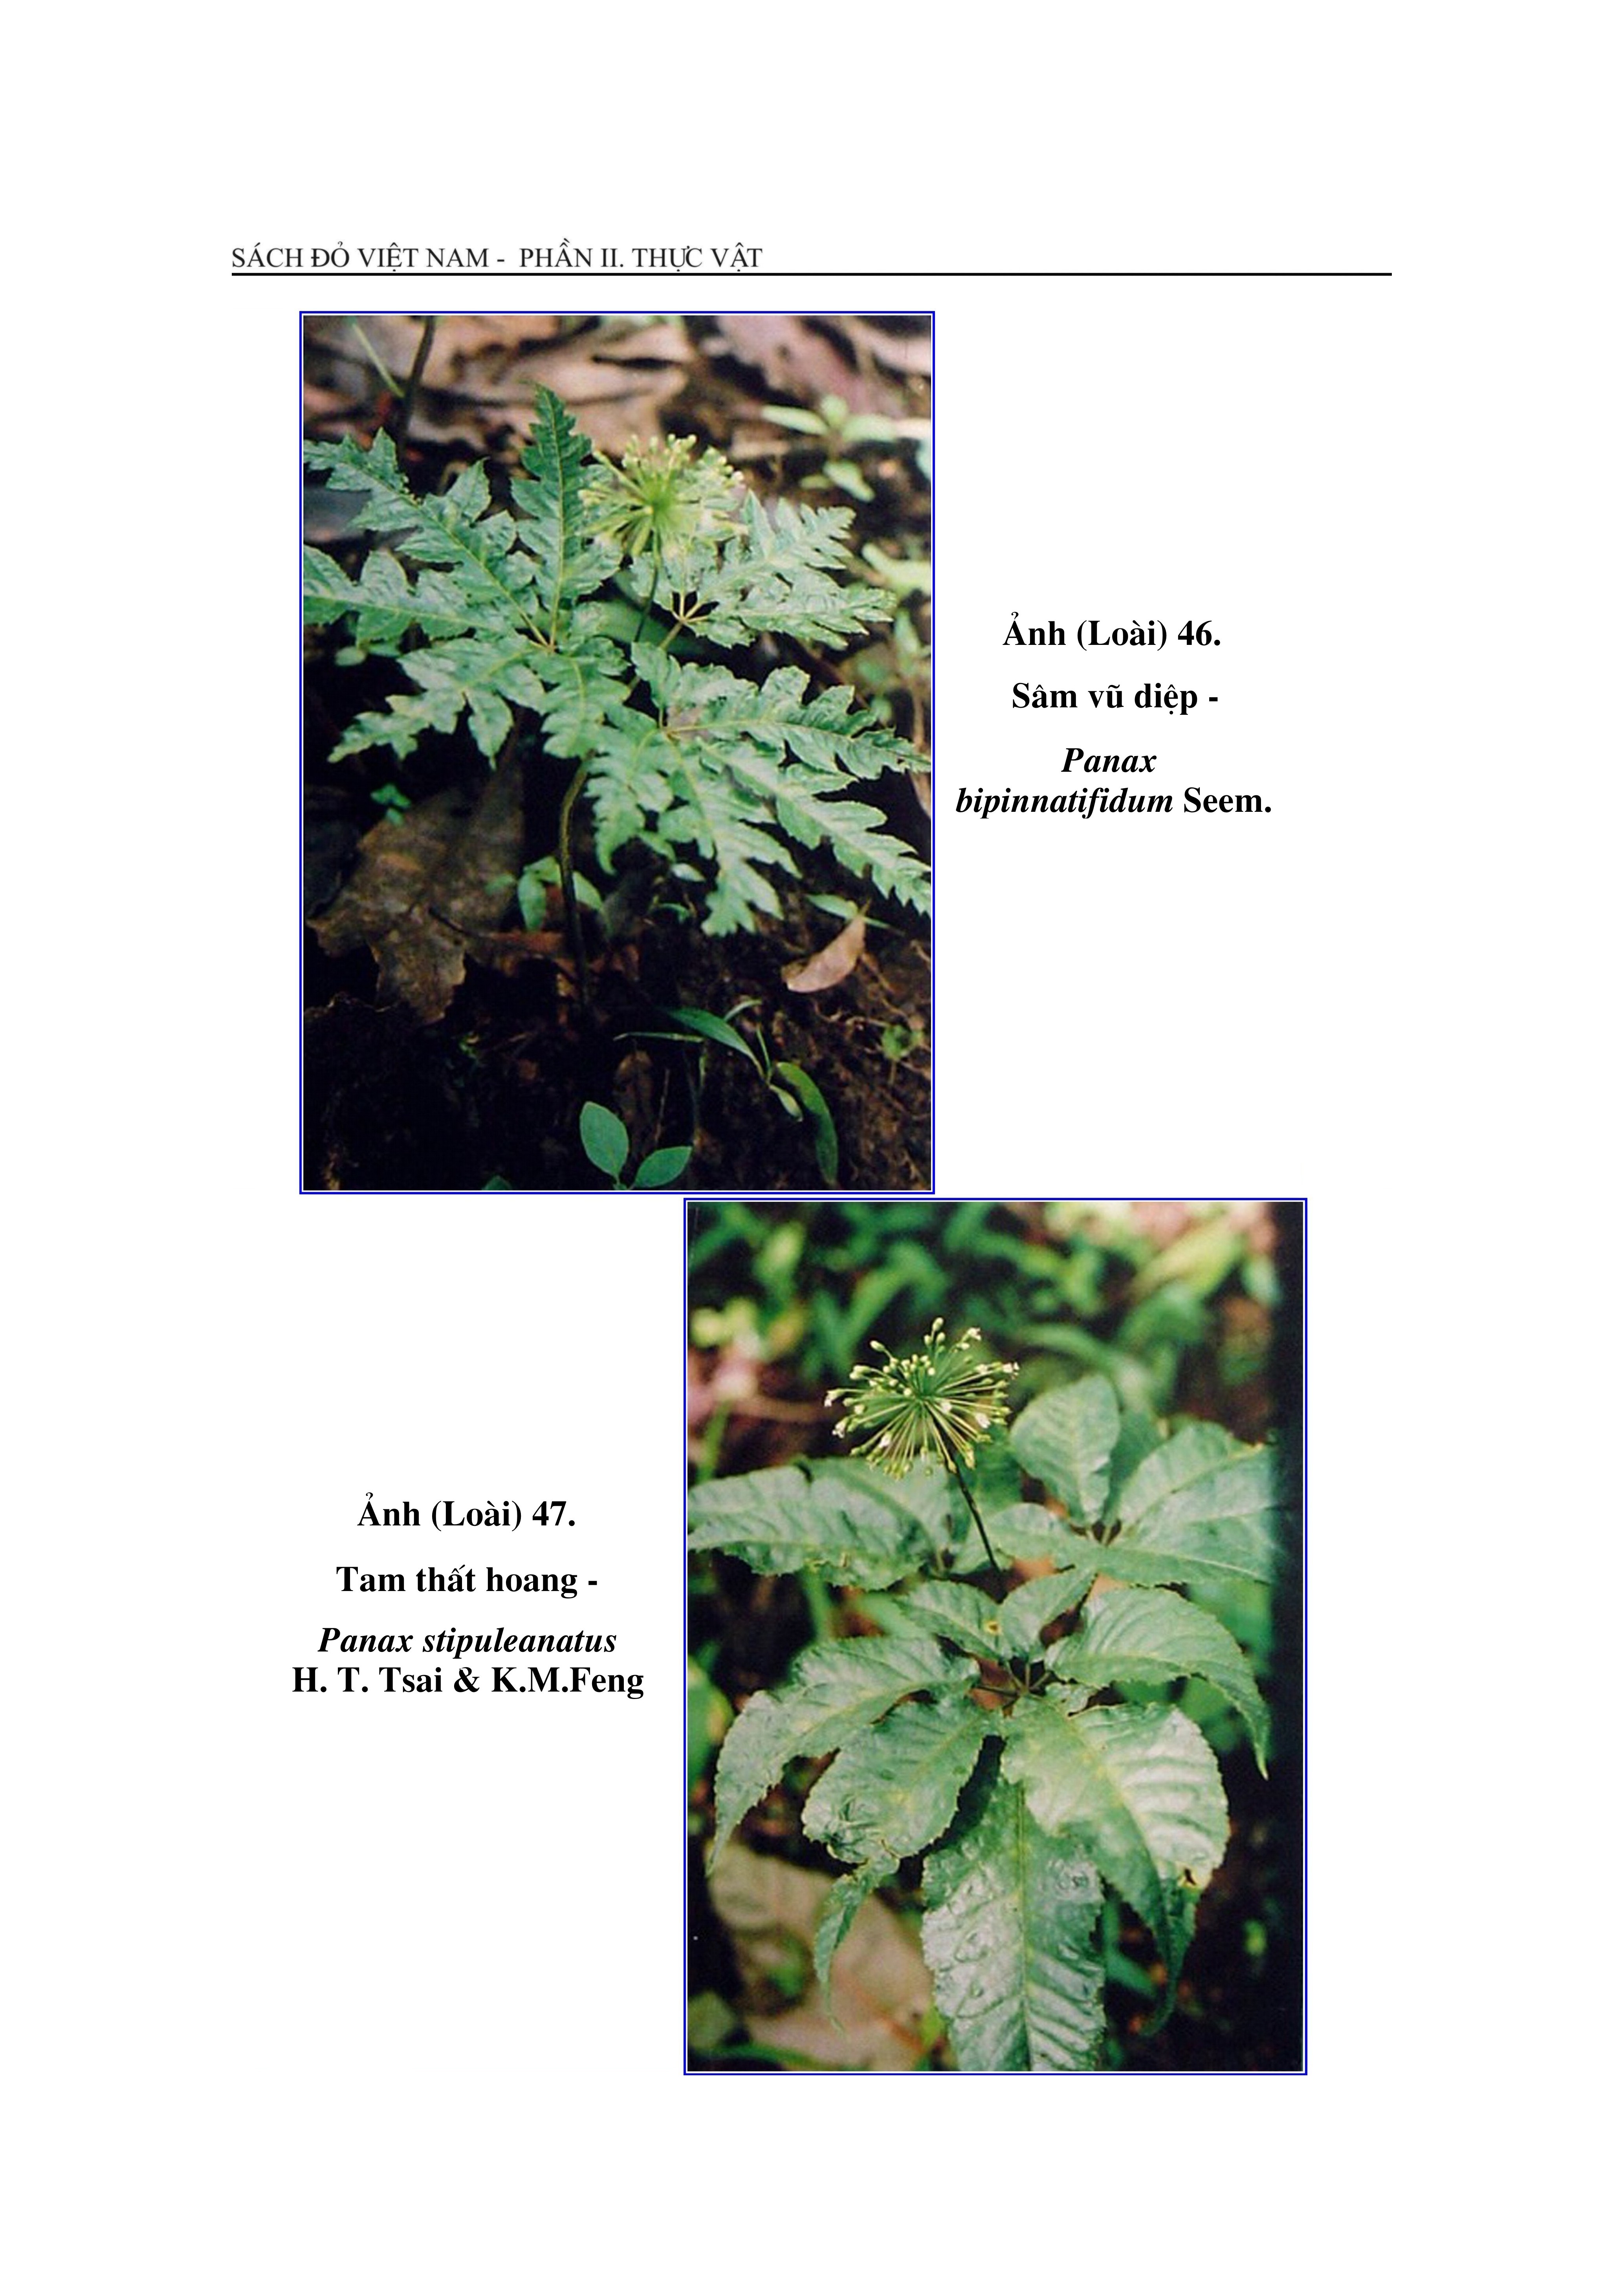 SÁCH ĐỎ VIỆT NAM - PHẦN II. THỰC VẬT
Ảnh (Loài) 46.
Sâm vũ diệp -
Panax
bipinnatifidum Seem.
Ảnh (Loài) 47.
Tam thất hoang -
Panax stipuleanatus
H. T. Tsai & K.M.Feng